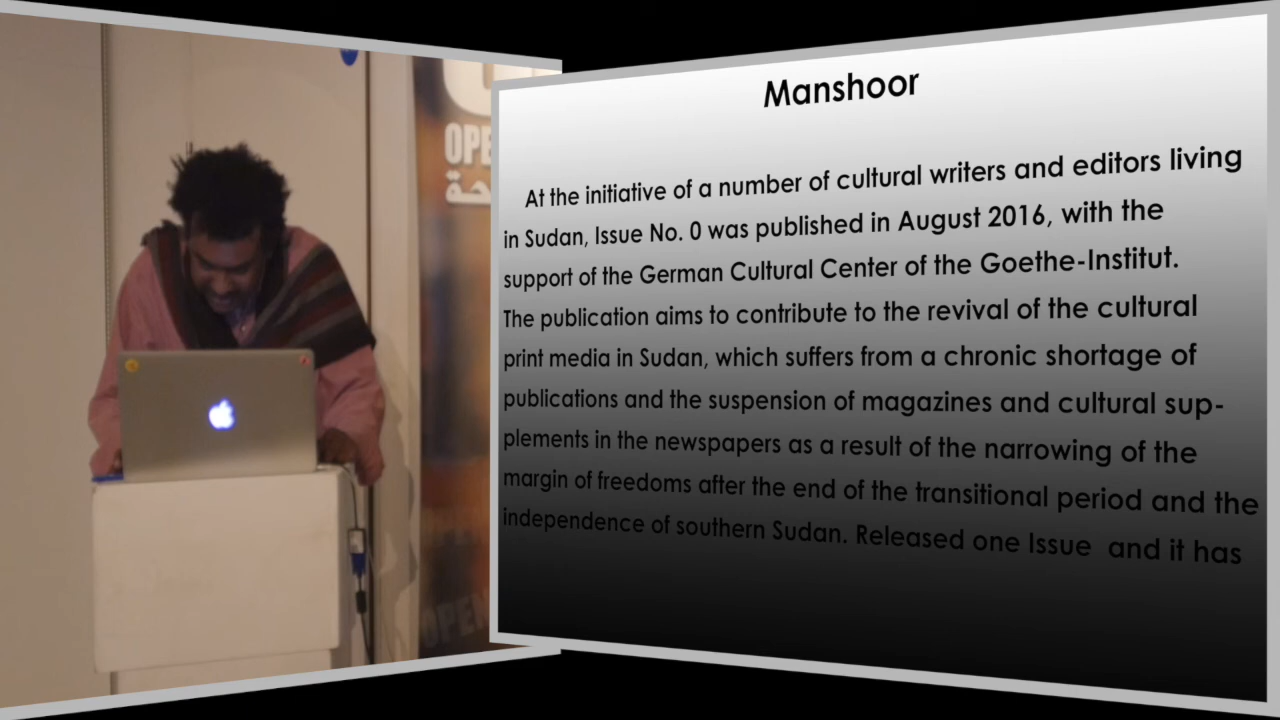 OPE
حة
Manshoor
At the initiative of a number of cultural writers and editors living
in Sudan, Issue No. 0 was published in August 2016, with the
support of the German Cultural Center of the Goethe-Institut.
The publication aims to contribute to the revival of the cultural
print media in Sudan, which suffers from a chronic shortage of
publications and the suspension of magazines and cultural sup-
plements in the newspapers as a result of the narrowing of the
margin of freedoms after the end of the transitional period and the
independence of southern Sudan. Released one Issue and it has
OPEN